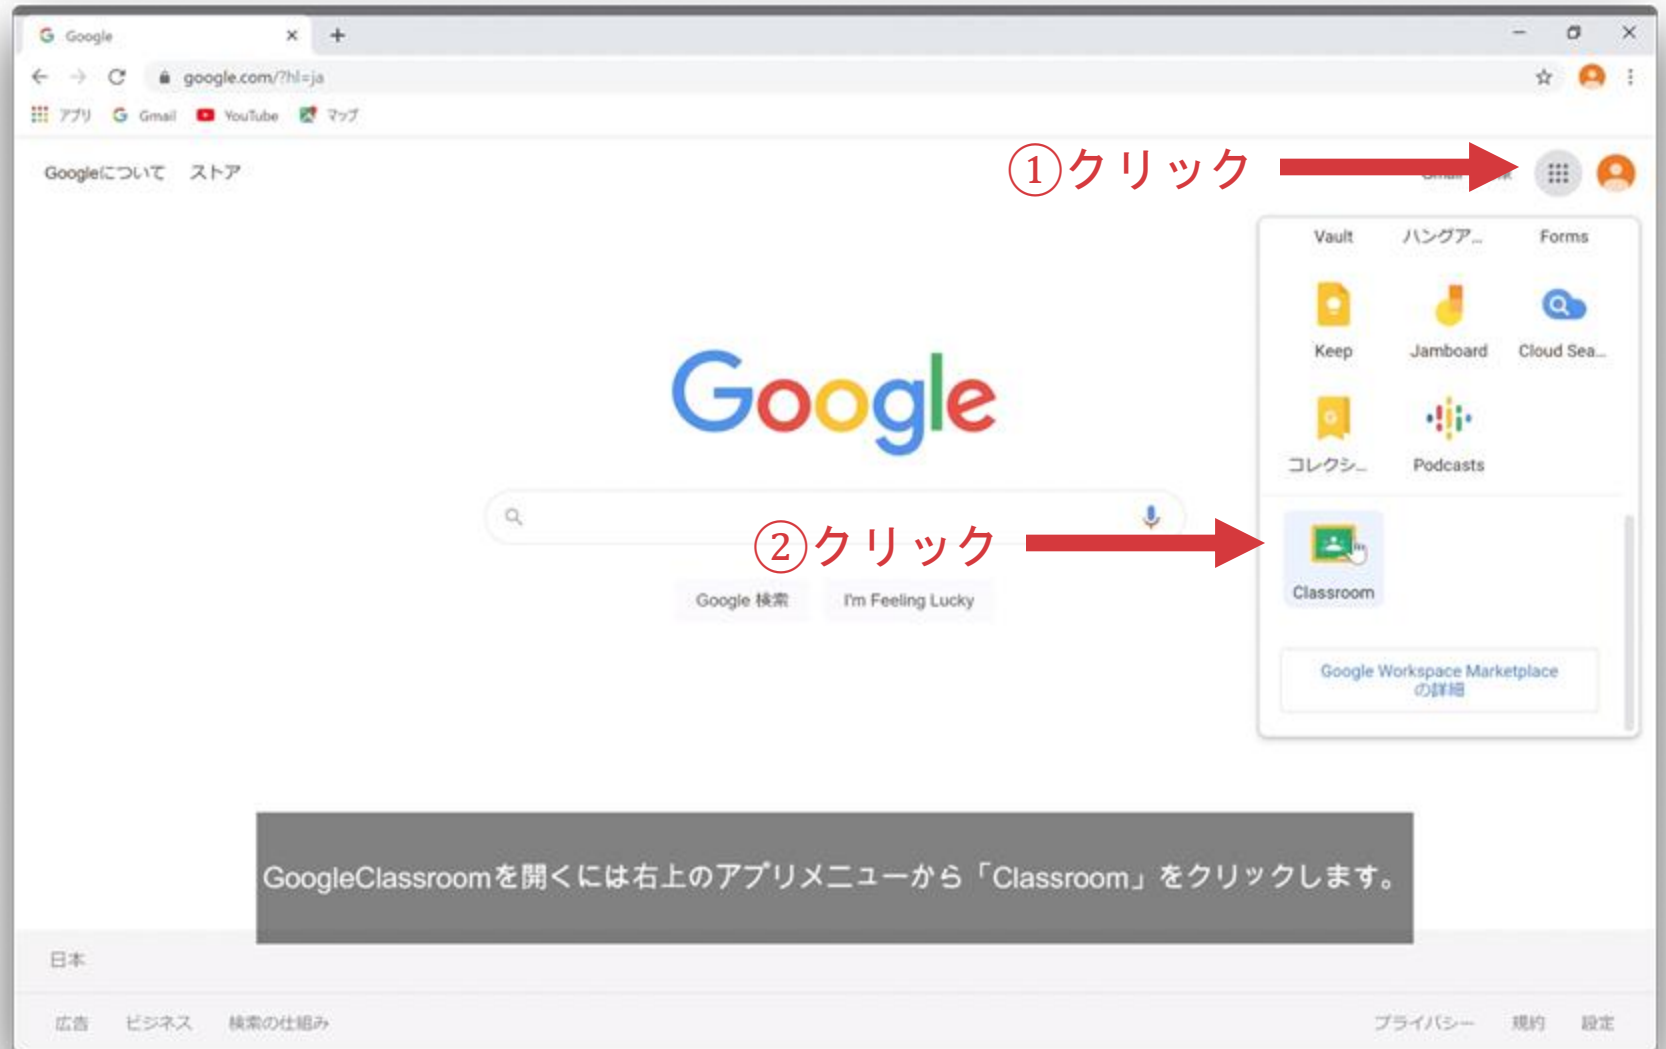 Google
google.com/?hl=ja
アプリ Gmail YouTube マップ
Googleについて ストア
①クリック
Vault ハングア... Forms
Keep Jamboard Cloud Sea...
コレクシ... Podcasts
Google
②クリック
Classroom
Google 検索 I'm Feeling Lucky
Google Workspace Marketplace
の詳細
GoogleClassroomを開くには右上のアプリメニューから「Classroom」をクリックします。
日本
広告 ビジネス 検索の仕組み プライバシー 規約 設定